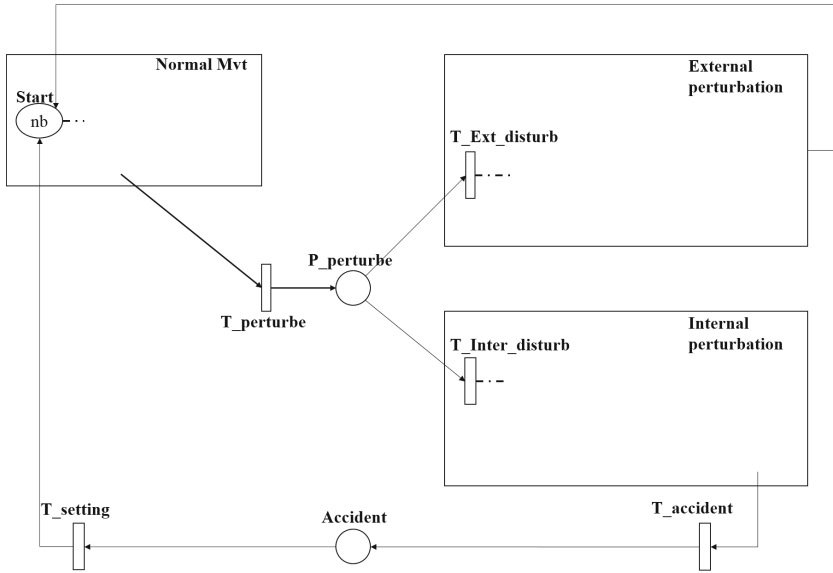 Normal Mvt
External
perturbation
Start
nb
T_Ext_disturb
P_perturbe
T_perturbe
Internal
perturbation
T_Inter_disturb
T_setting
Accident
T_accident